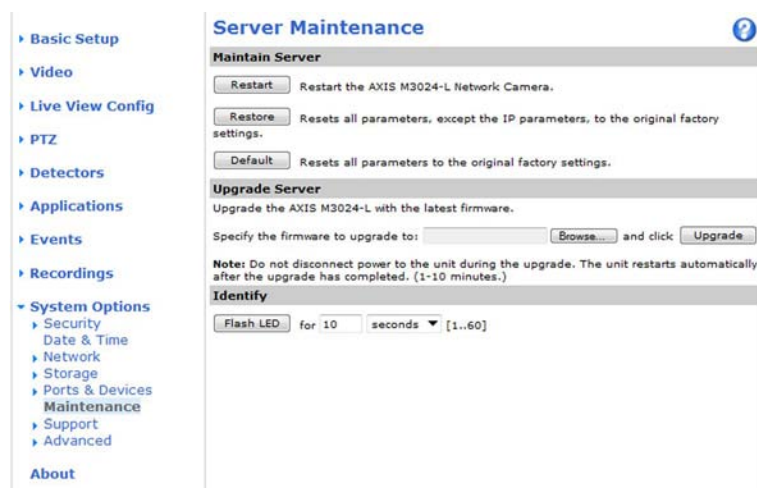 Basic Setup
Video
Live View Config
PTZ
Detectors
Applications
Events
Recordings
System Options
Security
Date & Time
Network
Storage
Ports & Devices
Maintenance
Support
Advanced
About
Server Maintenance
?
Maintain Server
Restart Restart the AXIS M3024-L Network Camera.
Restore Resets all parameters, except the IP parameters, to the original factory
settings.
Default Resets all parameters to the original factory settings.
Upgrade Server
Upgrade the AXIS M3024-L with the latest firmware.
Specify the firmware to upgrade to: Browse... and click Upgrade
Note: Do not disconnect power to the unit during the upgrade. The unit restarts automatically
after the upgrade has completed. (1-10 minutes.)
Identify
Flash LED for 10 seconds [1..60]